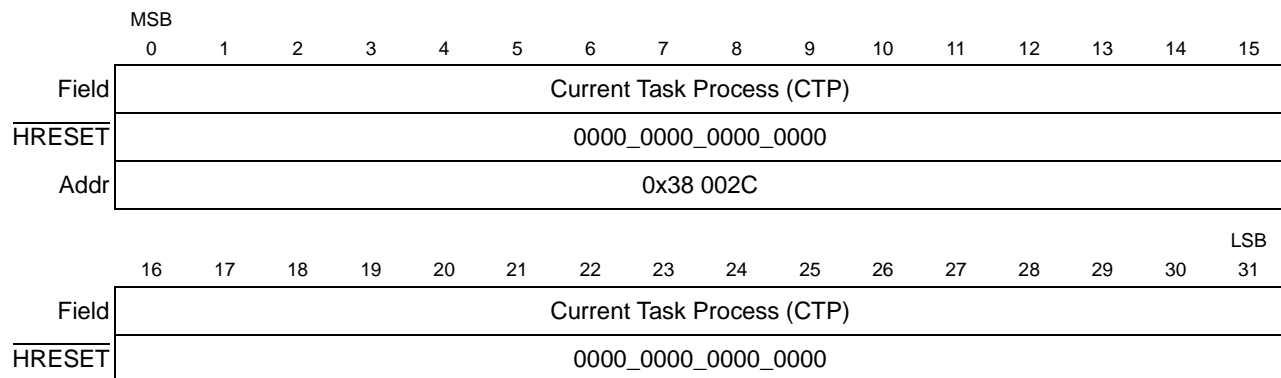 MSB
0 1 2 3 4 5 6 7 8 9 10 11 12 13 14 15
Field Current Task Process (CTP)
HRESET 0000_0000_0000_0000
Addr 0x38 002C
LSB
16 17 18 19 20 21 22 23 24 25 26 27 28 29 30 31
Field Current Task Process (CTP)
HRESET 0000_0000_0000_0000